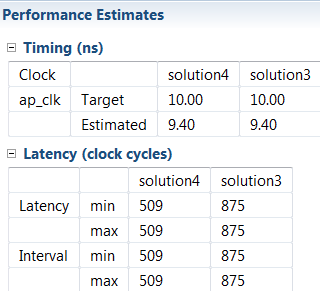 Performance Estimates
Timing (ns)
Clock solution4 solution3
ap_clk Target 10.00 10.00
Estimated 9.40 9.40
Latency (clock cycles)
solution4 solution3
Latency min 509 875
max 509 875
Interval min 509 875
max 509 875